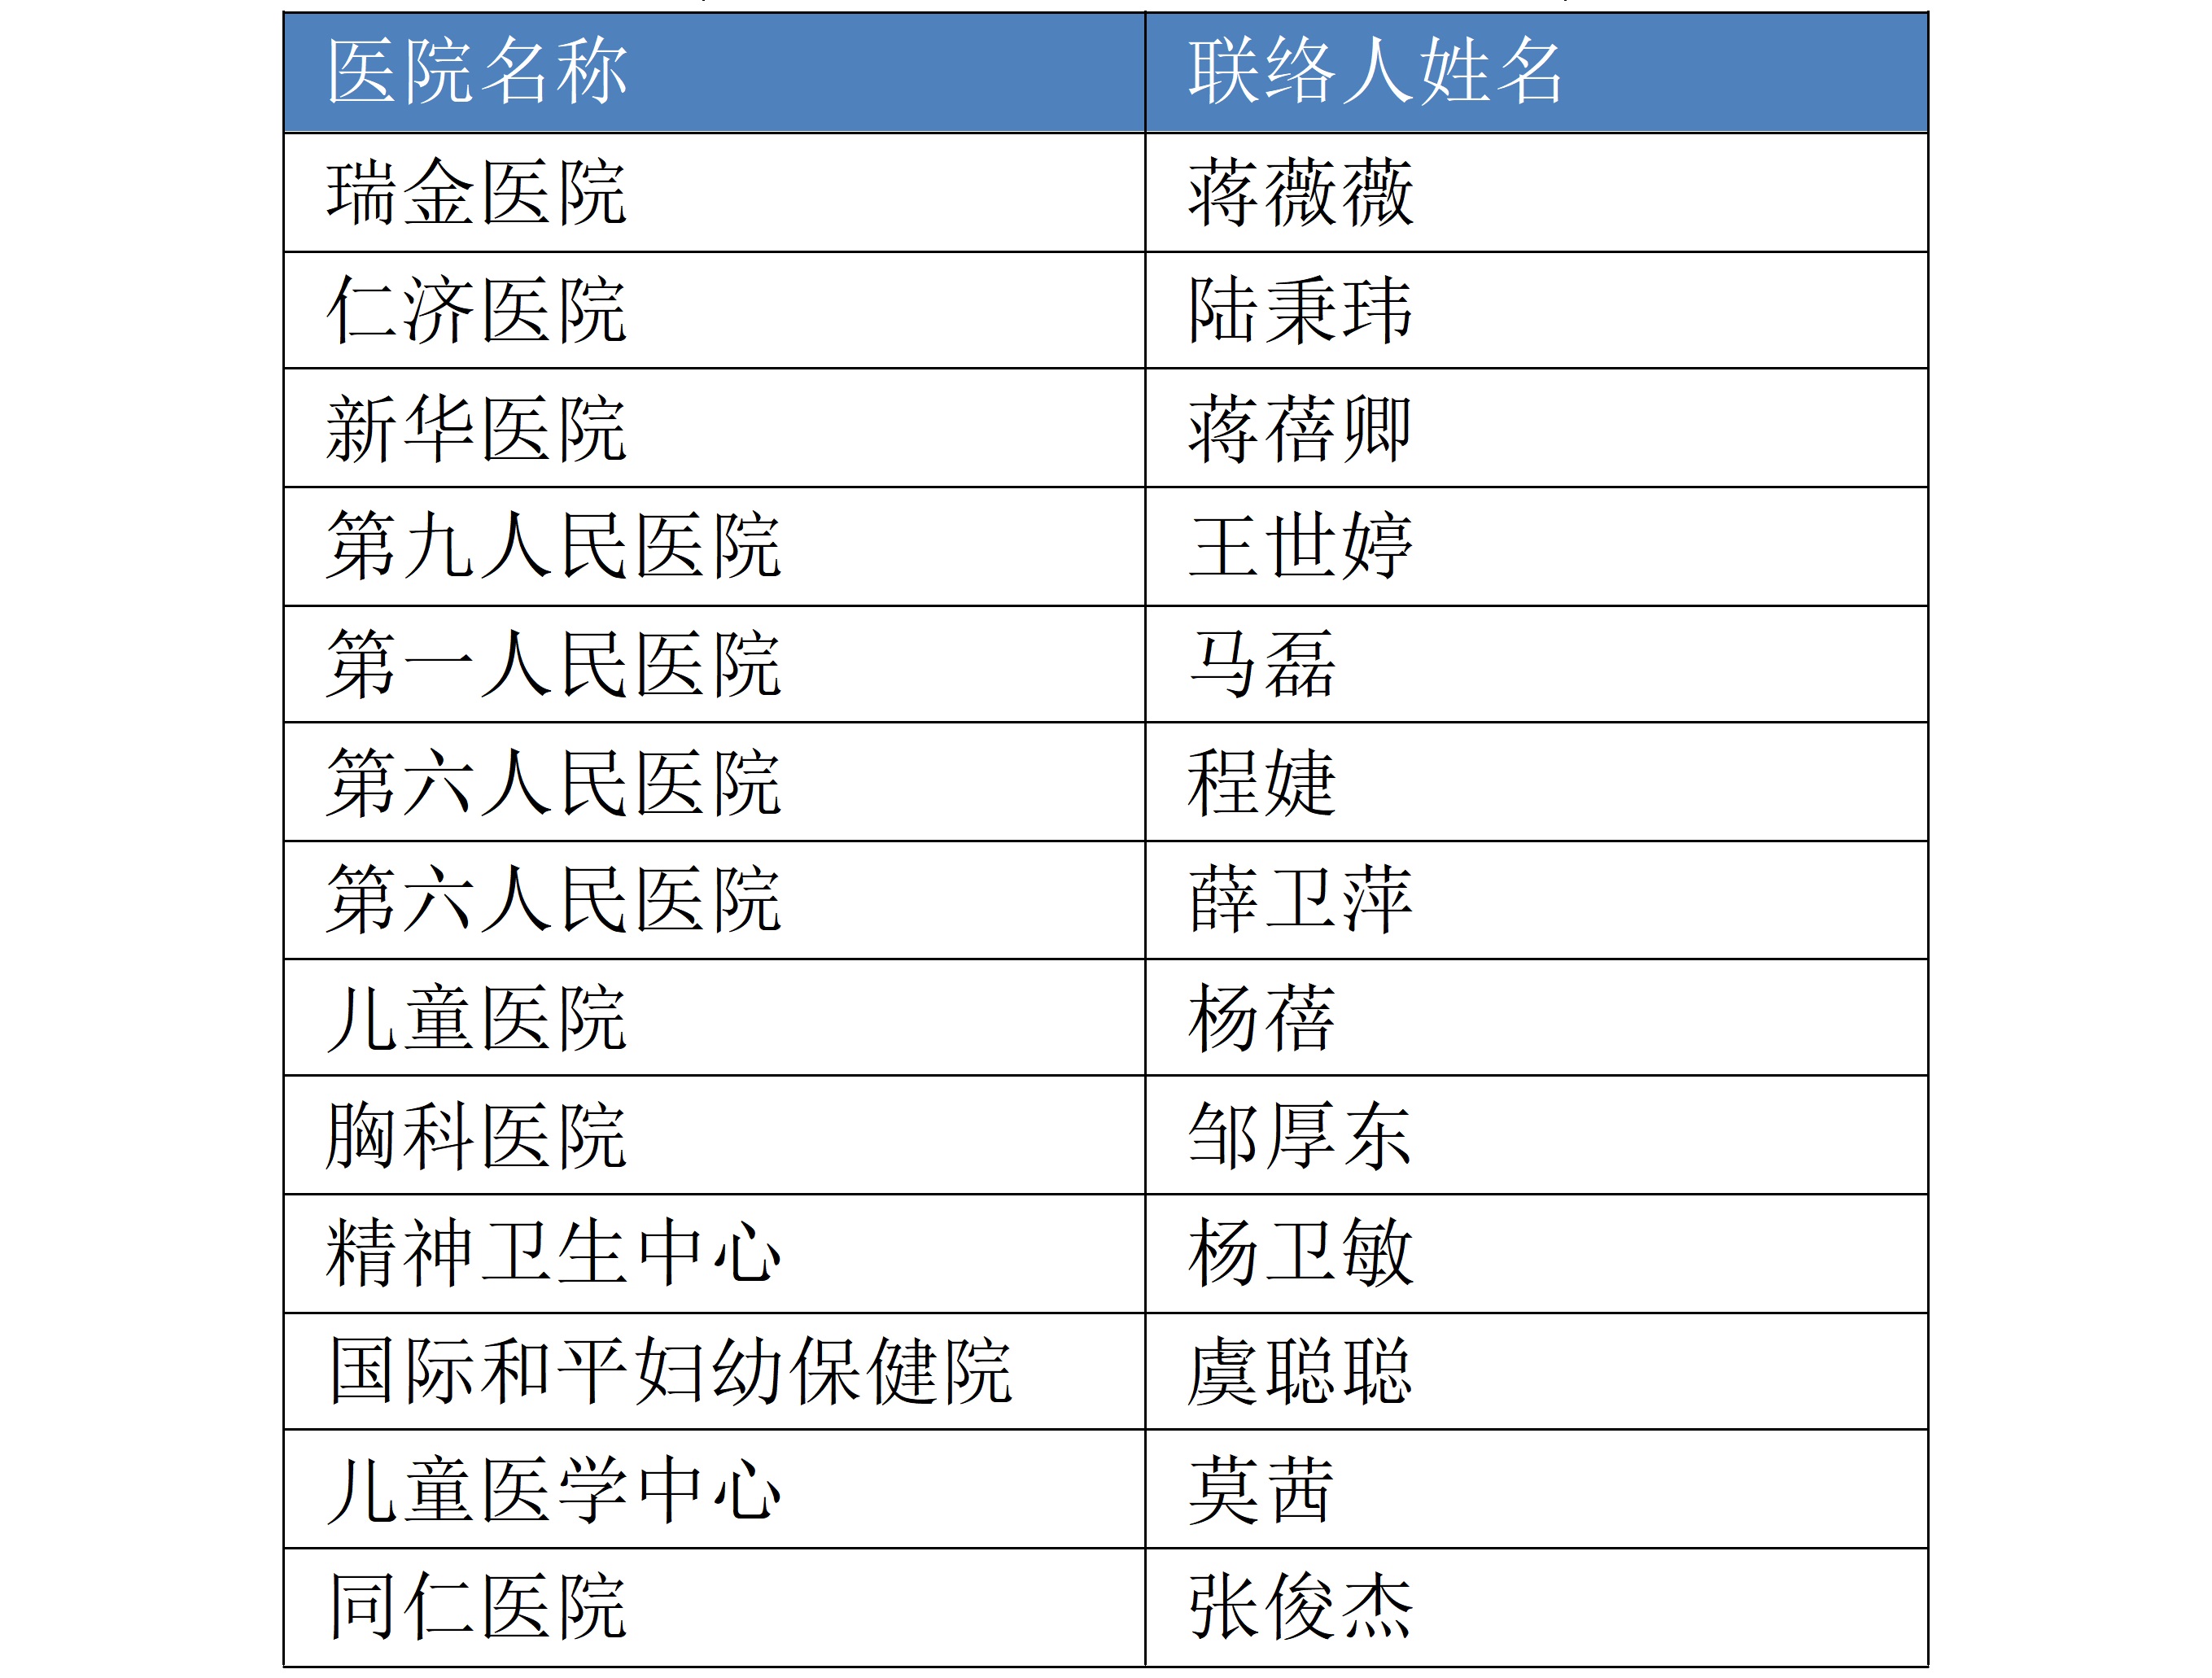 医院名称 联络人姓名
瑞金医院 蒋薇薇
仁济医院 陆秉玮
新华医院 蒋蓓卿
第九人民医院 王世婷
第一人民医院 马磊
第六人民医院 程婕
第六人民医院 薛卫萍
儿童医院 杨蓓
胸科医院 邹厚东
精神卫生中心 杨卫敏
国际和平妇幼保健院 虞聪聪
儿童医学中心 莫茜
同仁医院 张俊杰